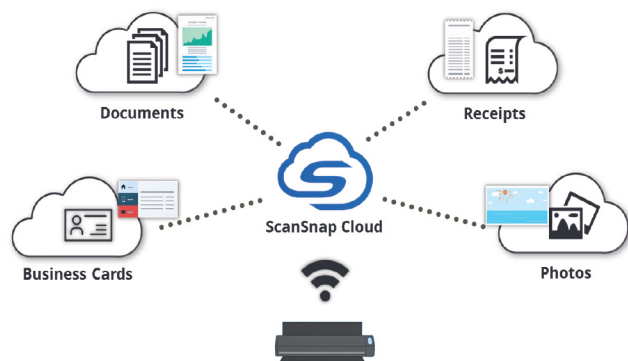 Documents
Receipts
ScanSnap Cloud
Business Cards
Photos